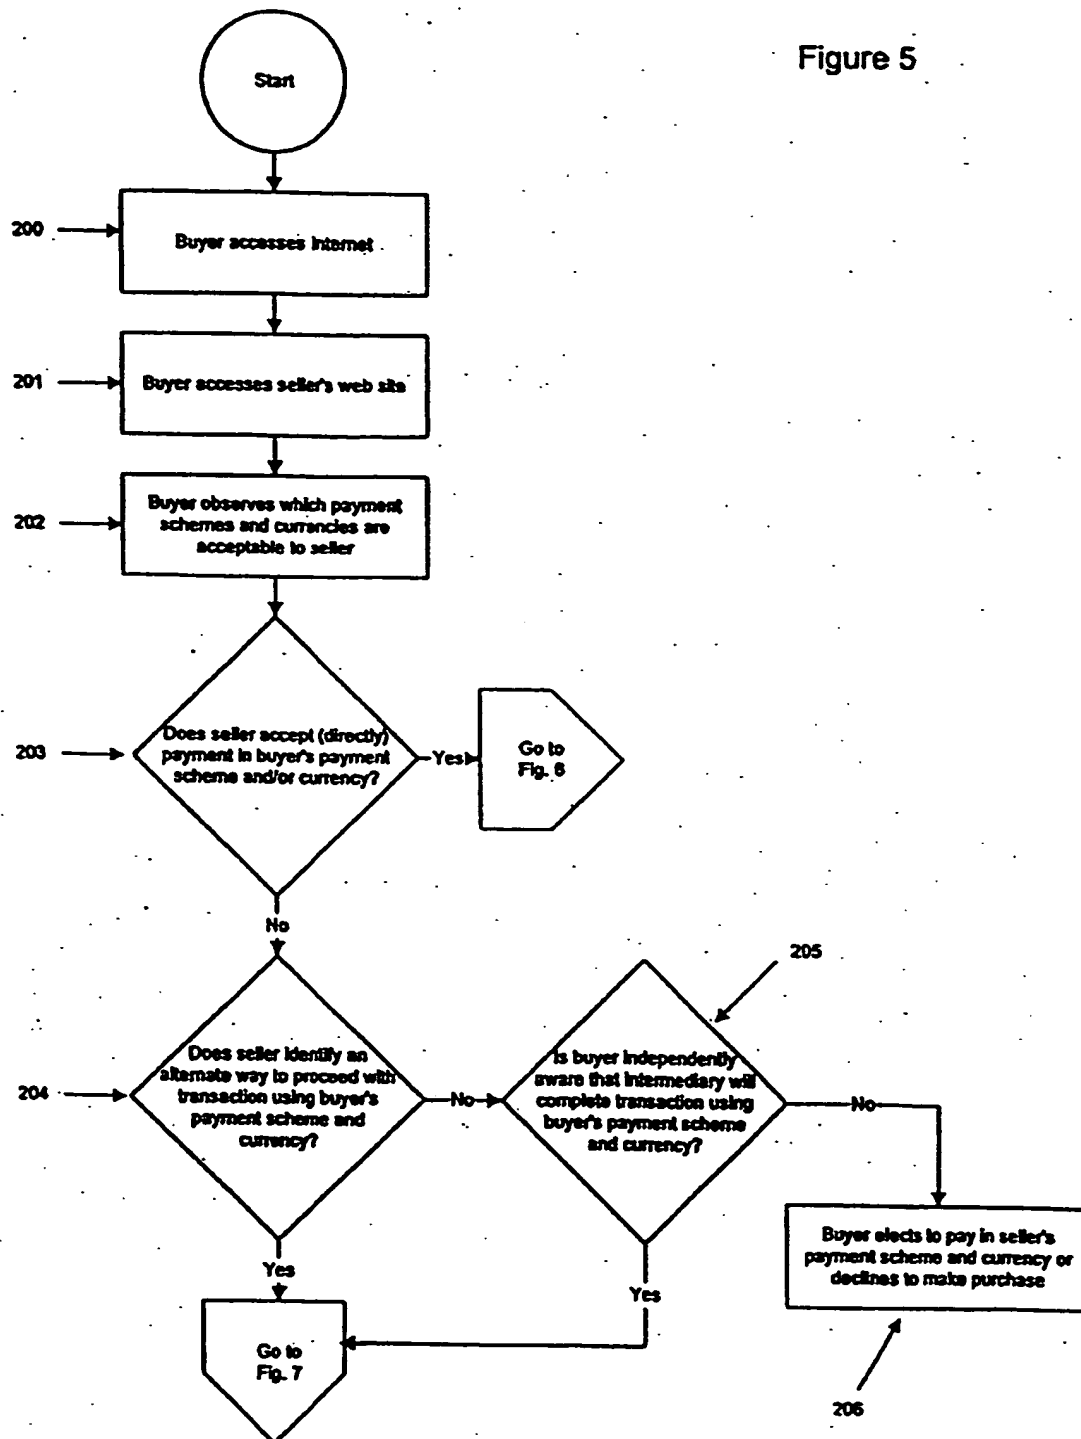 Figure 5
Start
200
Buyer accesses Internet
201
Buyer accesses seller's web site
202
Buyer observes which payment
schemes and currencies are
acceptable to seller
203
Does seller accept (directly)
payment in buyer's payment
scheme and/or currency?
Yes
Go to
Fig. 6
No
204
Does seller identify an
alternate way to proceed with
transaction using buyer's
payment scheme and
currency?
No
205
Is buyer independently
aware that intermediary will
complete transaction using
buyer's payment scheme
and currency?
No
Yes
Yes
Buyer elects to pay in seller's
payment scheme and currency or
declines to make purchase
206
Go to
Fig. 7